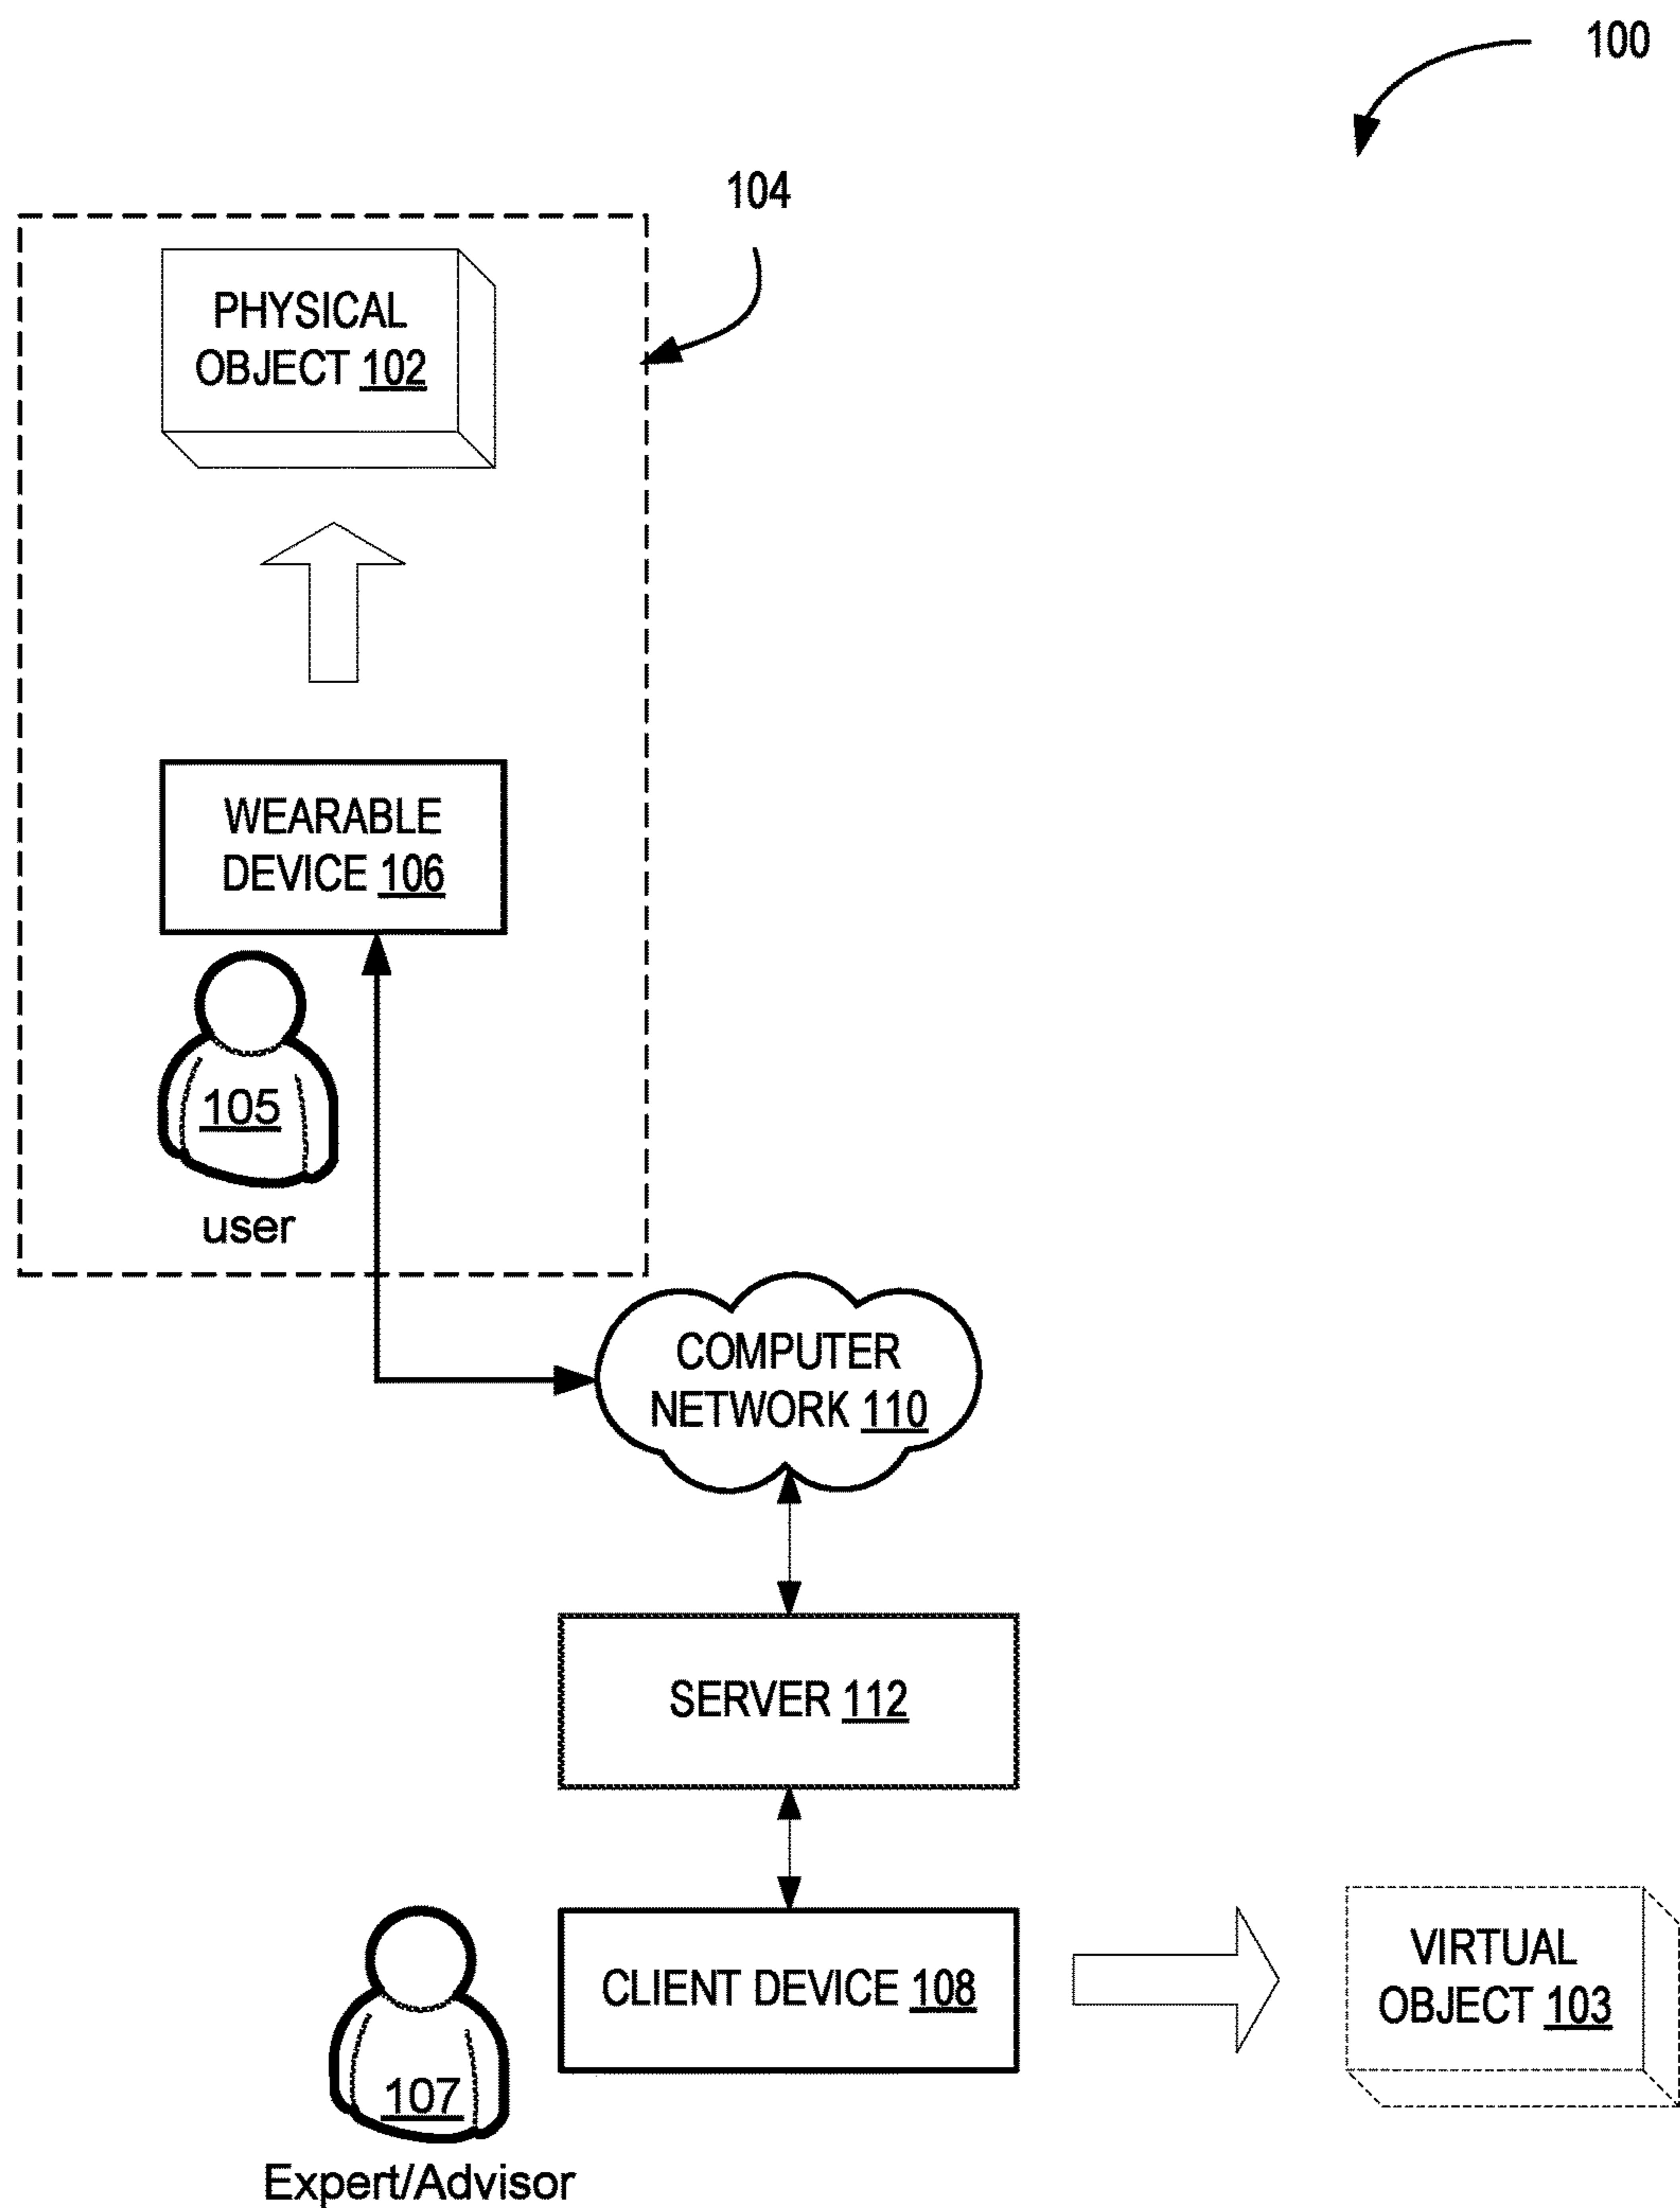 100
104
PHYSICAL
OBJECT 102
WEARABLE
DEVICE 106
105
user
COMPUTER
NETWORK 110
SERVER 112
CLIENT DEVICE 108
VIRTUAL
OBJECT 103
107
Expert/Advisor